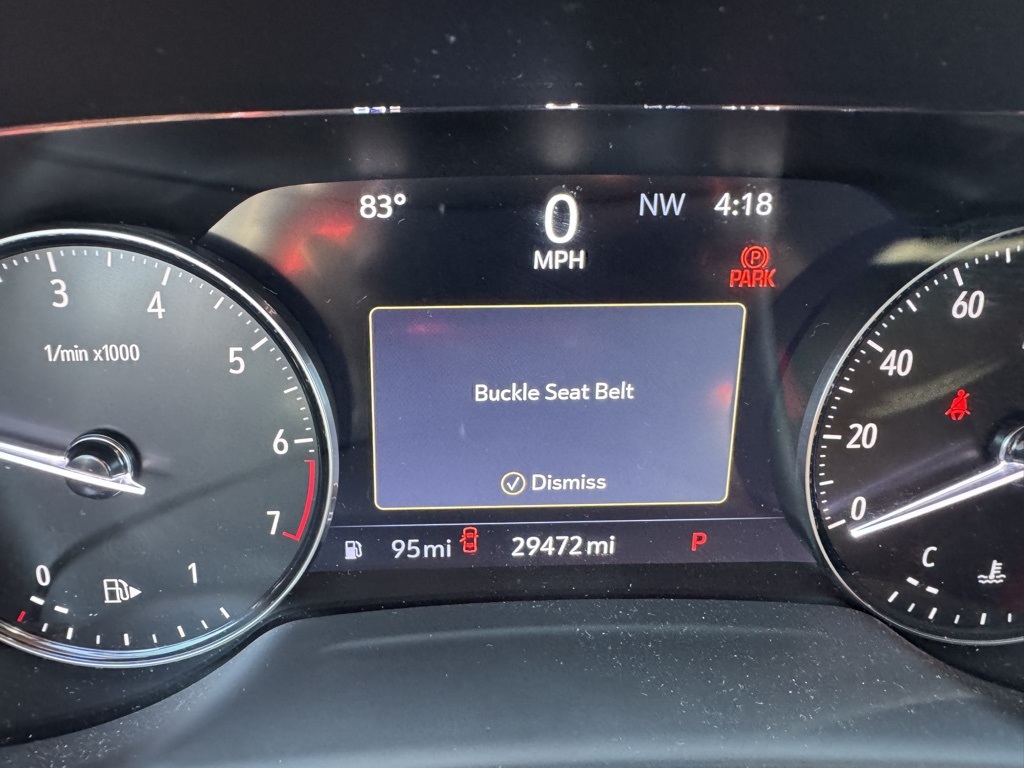 83°
0
MPH
NW
4:18
(P)
PARK
3
4
1/min x1000
5
6
7
0
1
Buckle Seat Belt
Dismiss
95mi
29472mi
P
60
40
20
0
C